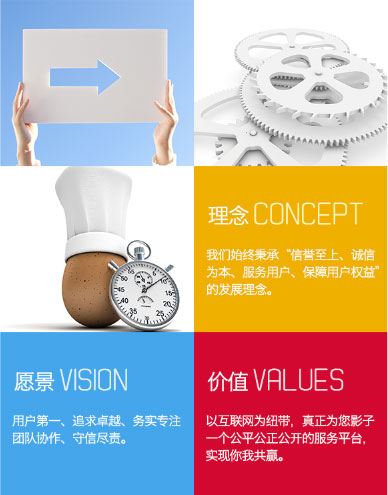 理念 CONCEPT
我们始终秉承“信誉至上、诚信
为本、服务用户、保障用户权益”
的发展理念。
愿景 VISION
用户第一、追求卓越、务实专注
团队协作、守信尽责。
价值 VALUES
以互联网为纽带，真正为您影子
一个公平公正公开的服务平台，
实现你我共赢。